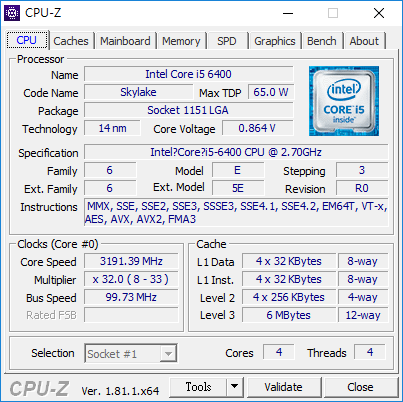 CPU-Z
CPU Caches Mainboard Memory SPD Graphics Bench About
Processor
Name Intel Core i5 6400
Code Name Skylake Max TDP 65.0 W
Package Socket 1151 LGA
Technology 14 nm Core Voltage 0.864 V
intel CORE i5 inside™
Specification Intel?Core?i5-6400 CPU @ 2.70GHz
Family 6 Model E Stepping 3
Ext. Family 6 Ext. Model 5E Revision R0
Instructions MMX, SSE, SSE2, SSE3, SSSE3, SSE4.1, SSE4.2, EM64T, VT-x,
AES, AVX, AVX2, FMA3
Clocks (Core #0) Cache
Core Speed 3191.39 MHz L1 Data 4 x 32 KBytes 8-way
Multiplier x 32.0 ( 8 - 33 ) L1 Inst. 4 x 32 KBytes 8-way
Bus Speed 99.73 MHz Level 2 4 x 256 KBytes 4-way
Rated FSB Level 3 6 MBytes 12-way
Selection Socket #1 Cores 4 Threads 4
CPU-Z Ver. 1.81.1.x64 Tools Validate Close